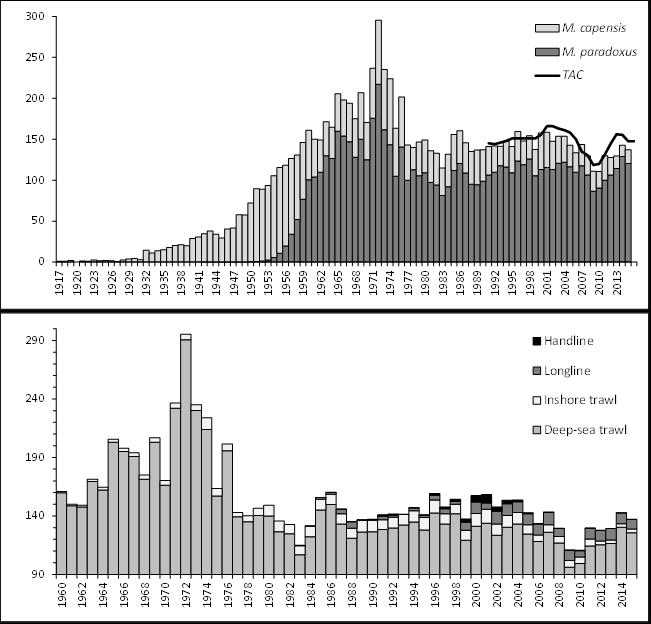 300
250
200
150
100
50
0
M. capensis
M. paradoxus
TAC
1917 1920 1923 1926 1929 1932 1935 1938 1941 1944 1947 1950 1953 1956 1959 1962 1965 1968 1971 1974 1977 1980 1983 1986 1989 1992 1995 1998 2001 2004 2007 2010 2013
290
240
190
140
90
Handline
Longline
Inshore trawl
Deep-sea trawl
1960 1962 1964 1966 1968 1970 1972 1974 1976 1978 1980 1982 1984 1986 1988 1990 1992 1994 1996 1998 2000 2002 2004 2006 2008 2010 2012 2014